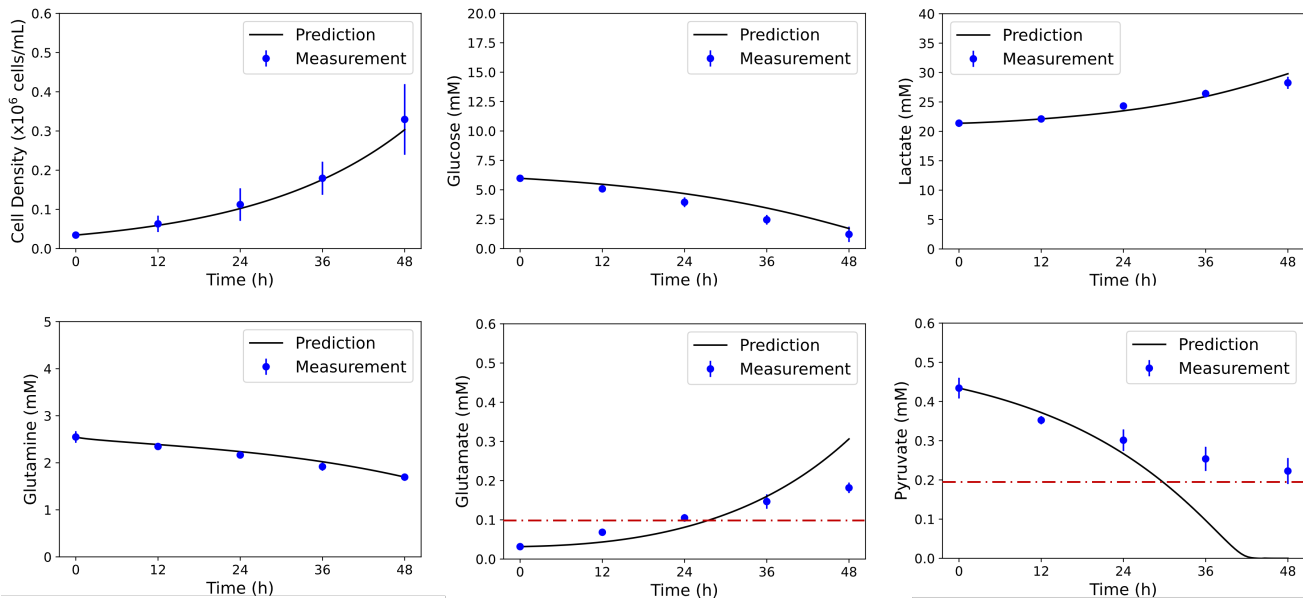 Cell Density (x10⁶ cells/mL)
0.6
0.5
0.4
0.3
0.2
0.1
0.0
Prediction
Measurement
0 12 24 36 48
Time (h)
Glucose (mM)
20.0
17.5
15.0
12.5
10.0
7.5
5.0
2.5
0.0
Prediction
Measurement
0 12 24 36 48
Time (h)
Lactate (mM)
40
35
30
25
20
15
10
5
0
Prediction
Measurement
0 12 24 36 48
Time (h)
Glutamine (mM)
5
4
3
2
1
0
Prediction
Measurement
0 12 24 36 48
Time (h)
Glutamate (mM)
0.6
0.5
0.4
0.3
0.2
0.1
0.0
Prediction
Measurement
0 12 24 36 48
Time (h)
Pyruvate (mM)
0.6
0.5
0.4
0.3
0.2
0.1
0.0
Prediction
Measurement
0 12 24 36 48
Time (h)